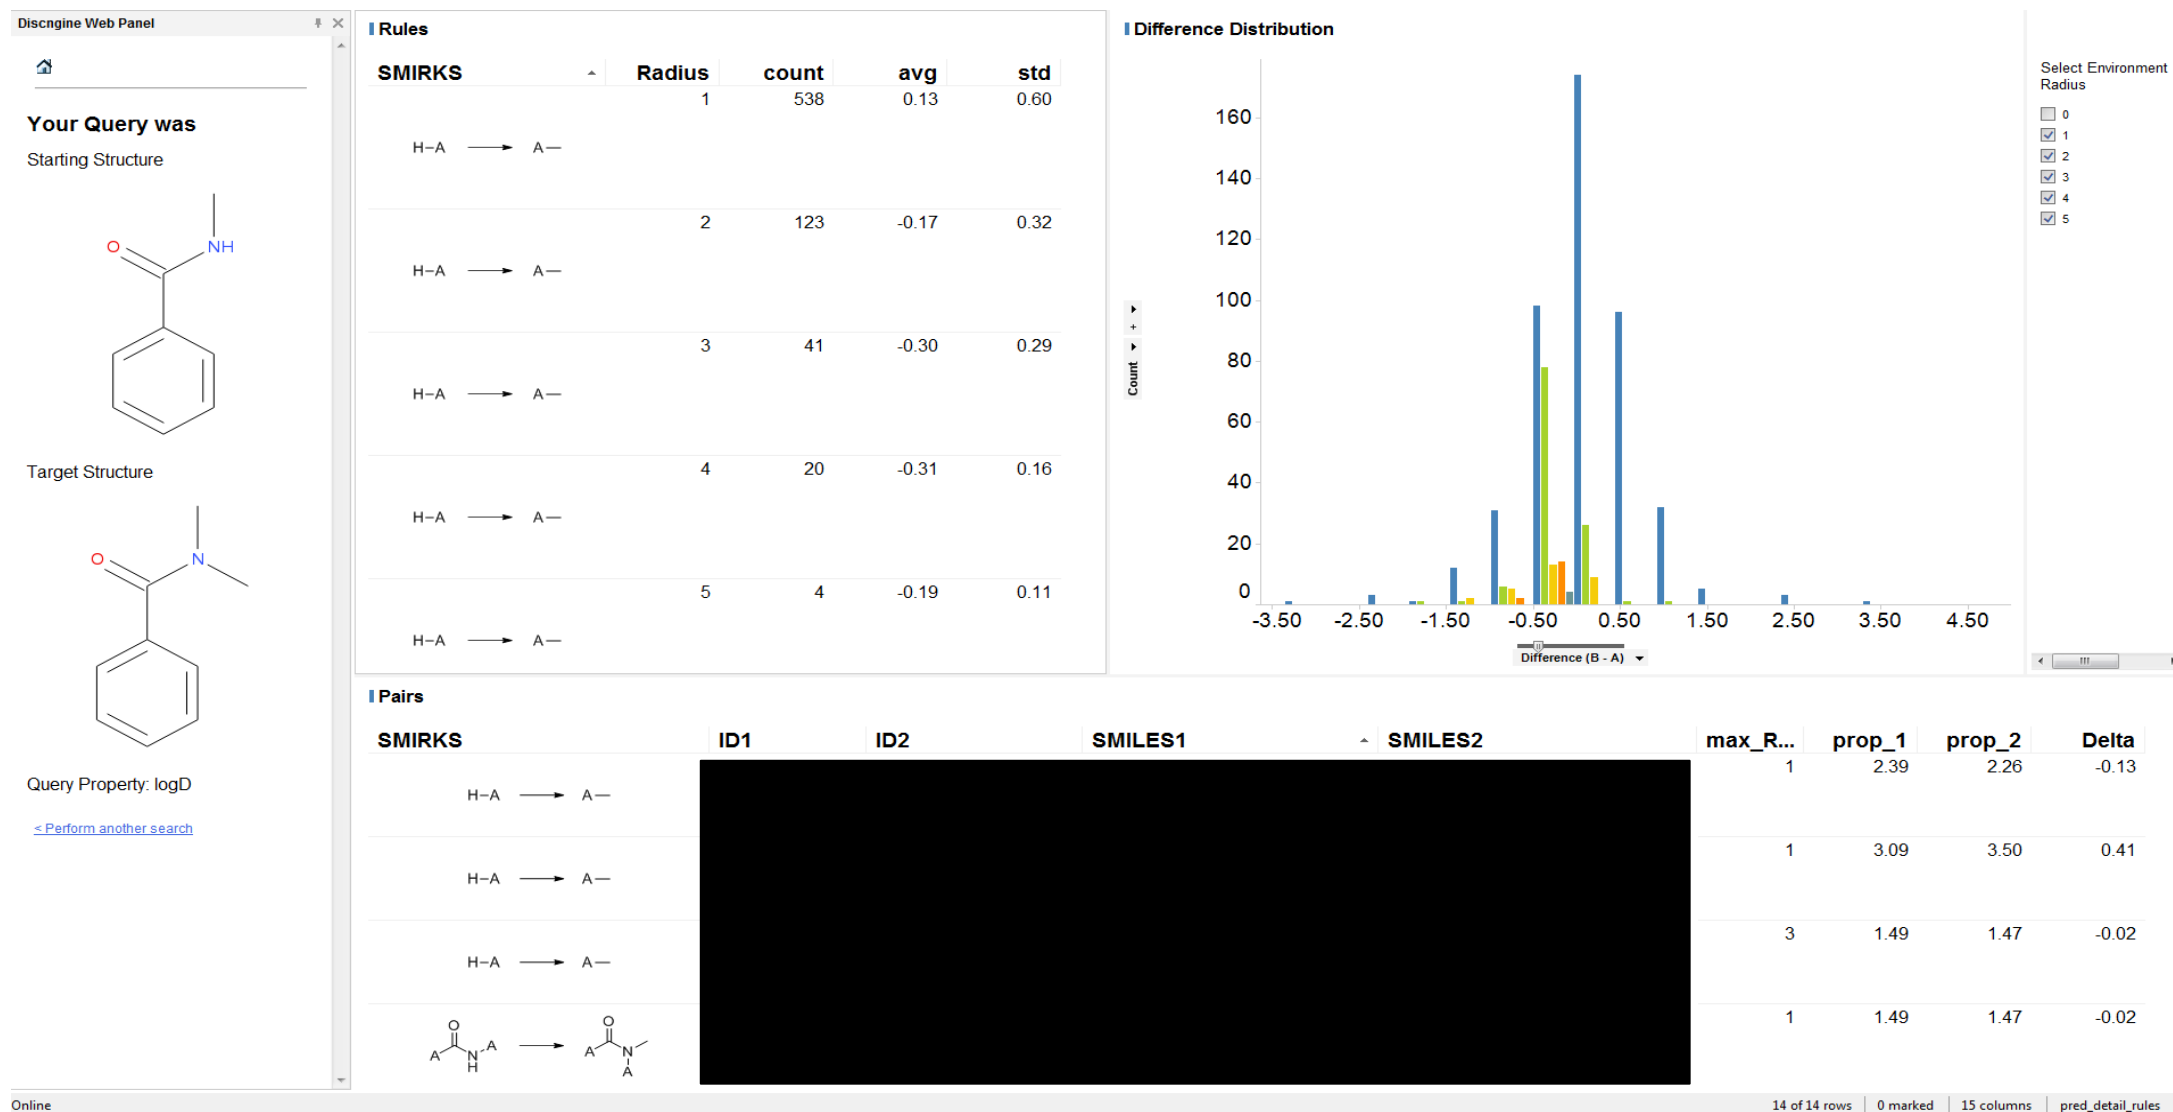 Discngine Web Panel
Your Query was
Starting Structure
O
NH
Target Structure
O
N
Query Property: logD
< Perform another search
Rules
SMIRKS Radius count avg std
1 538 0.13 0.60
H–A A—
2 123 -0.17 0.32
H–A A—
3 41 -0.30 0.29
H–A A—
4 20 -0.31 0.16
H–A A—
5 4 -0.19 0.11
H–A A—
Difference Distribution
160
140
120
100
80
60
40
20
0
-3.50 -2.50 -1.50 -0.50 0.50 1.50 2.50 3.50 4.50
Count
+
Difference (B - A)
Select Environment
Radius
0
1
2
3
4
5
Pairs
SMIRKS ID1 ID2 SMILES1 SMILES2 max_R... prop_1 prop_2 Delta
1 2.39 2.26 -0.13
H–A A—
1 3.09 3.50 0.41
H–A A—
3 1.49 1.47 -0.02
H–A A—
1 1.49 1.47 -0.02
O O
A N A A N
H A
Online 14 of 14 rows 0 marked 15 columns pred_detail_rules